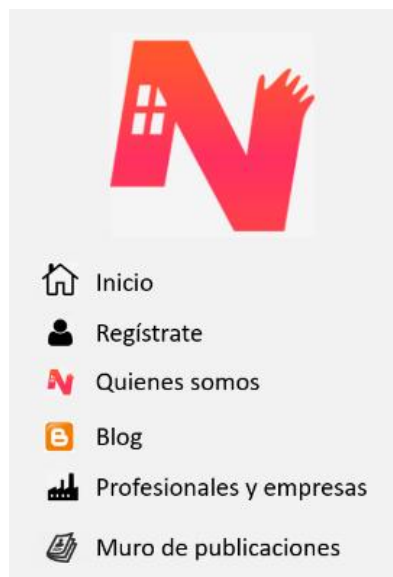 N
Inicio
Regístrate
Quienes somos
Blog
Profesionales y empresas
Muro de publicaciones